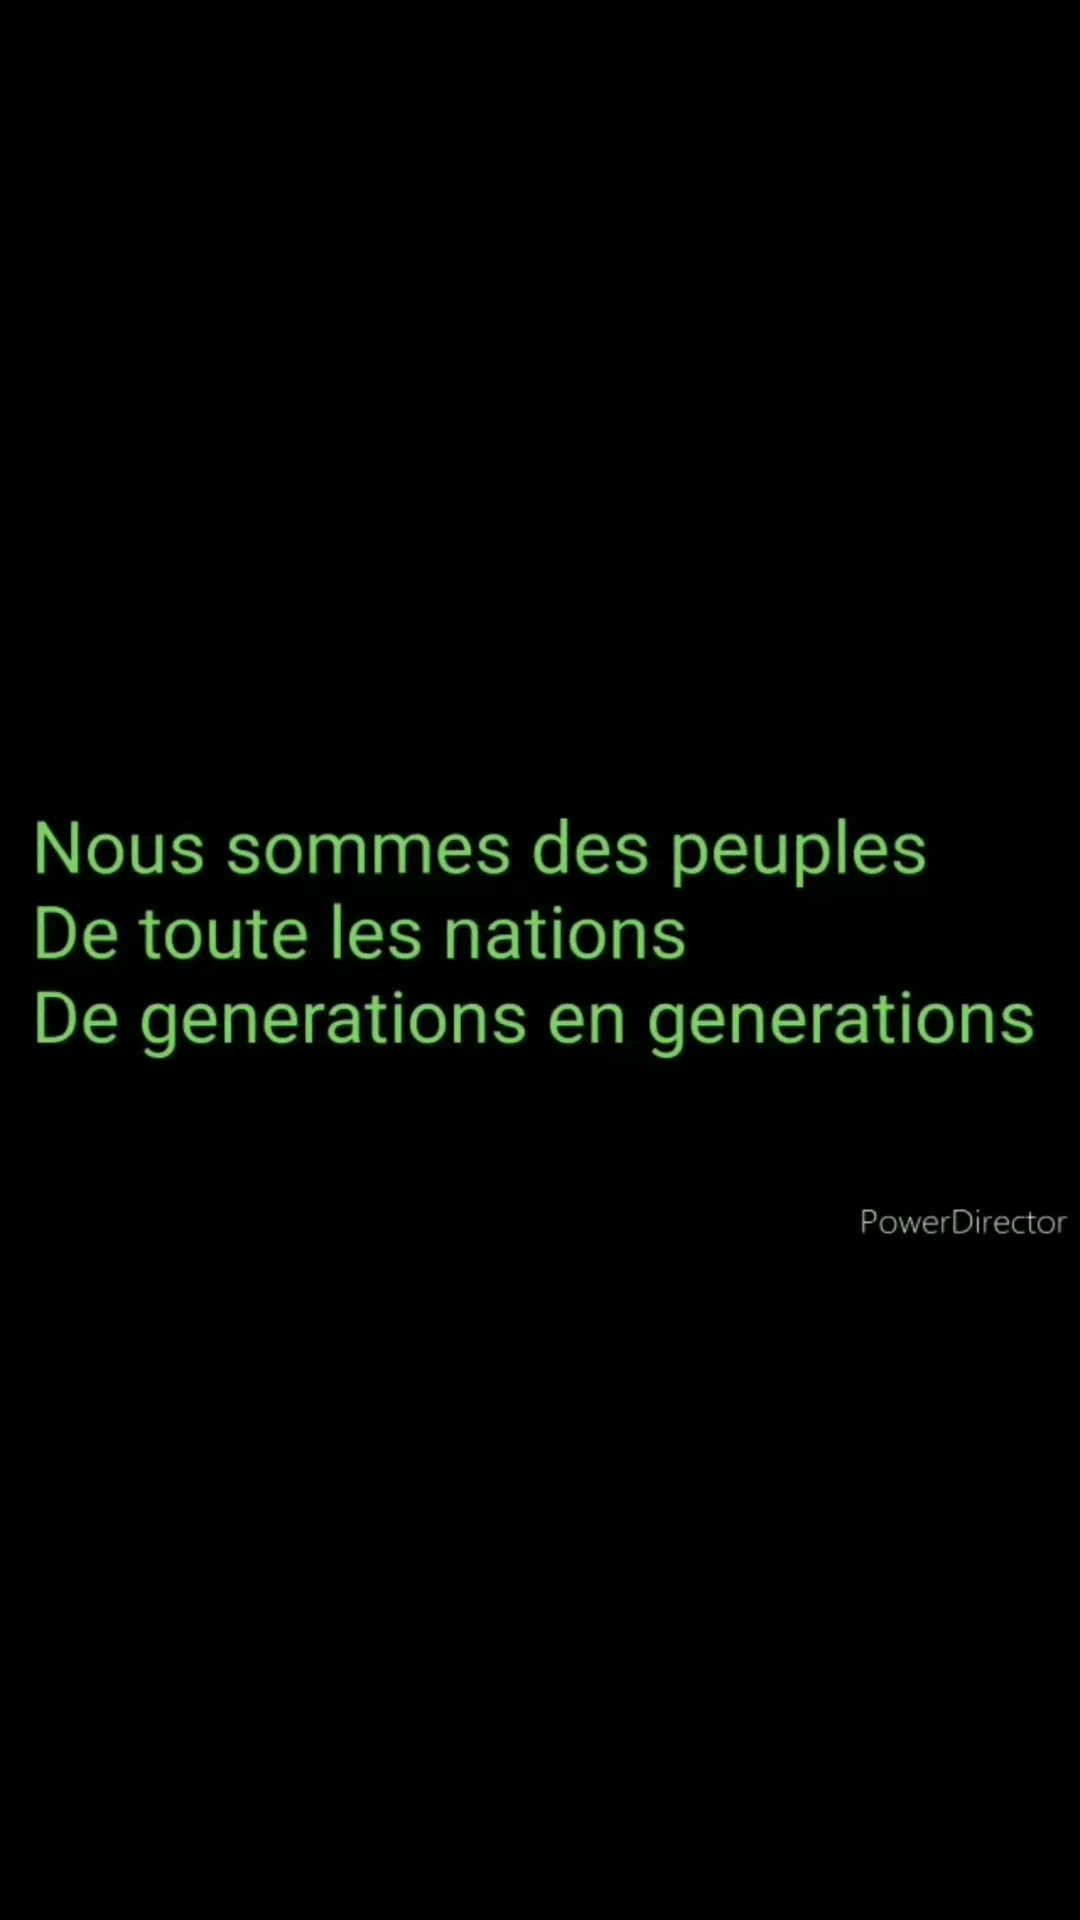 Nous sommes des peuples
De toute les nations
De generations en generations
PowerDirector